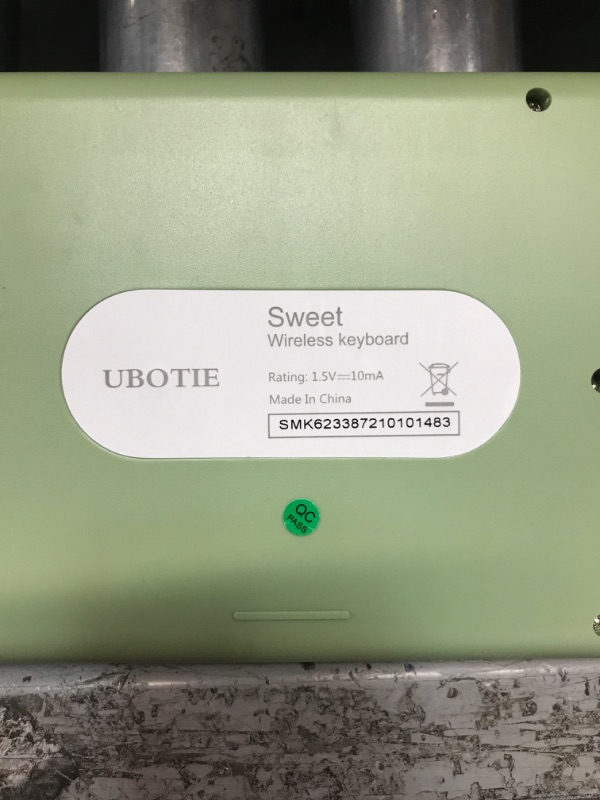 UBOTIE
Sweet
Wireless keyboard
Rating: 1.5V⎓10mA
Made In China
SMK623387210101483
QC
PASS